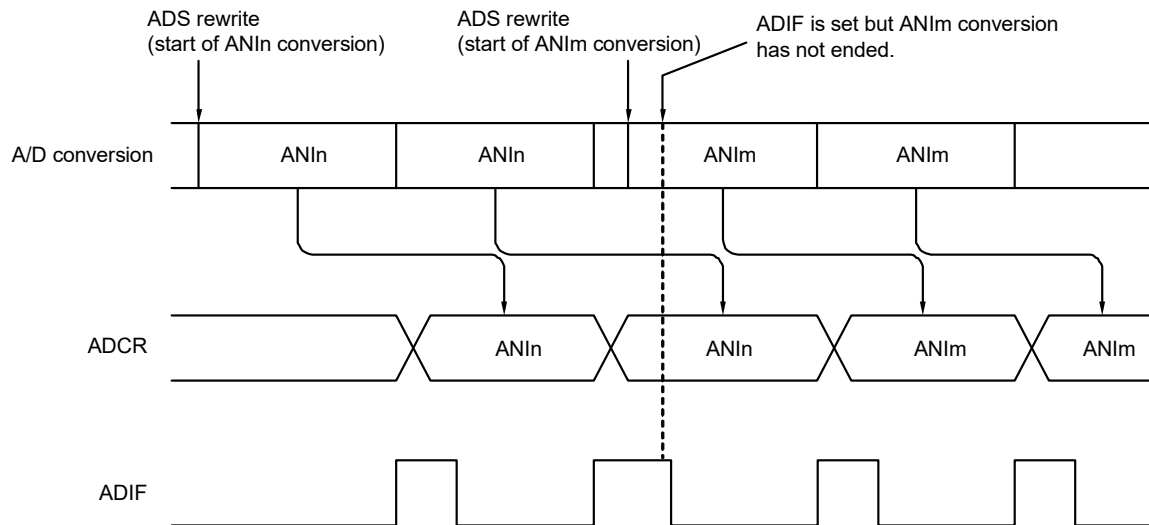 ADS rewrite
(start of ANIn conversion)
ADS rewrite
(start of ANIm conversion)
ADIF is set but ANIm conversion
has not ended.
A/D conversion
ANIn
ANIn
ANIm
ANIm
ADCR
ANIn
ANIn
ANIm
ANIm
ADIF